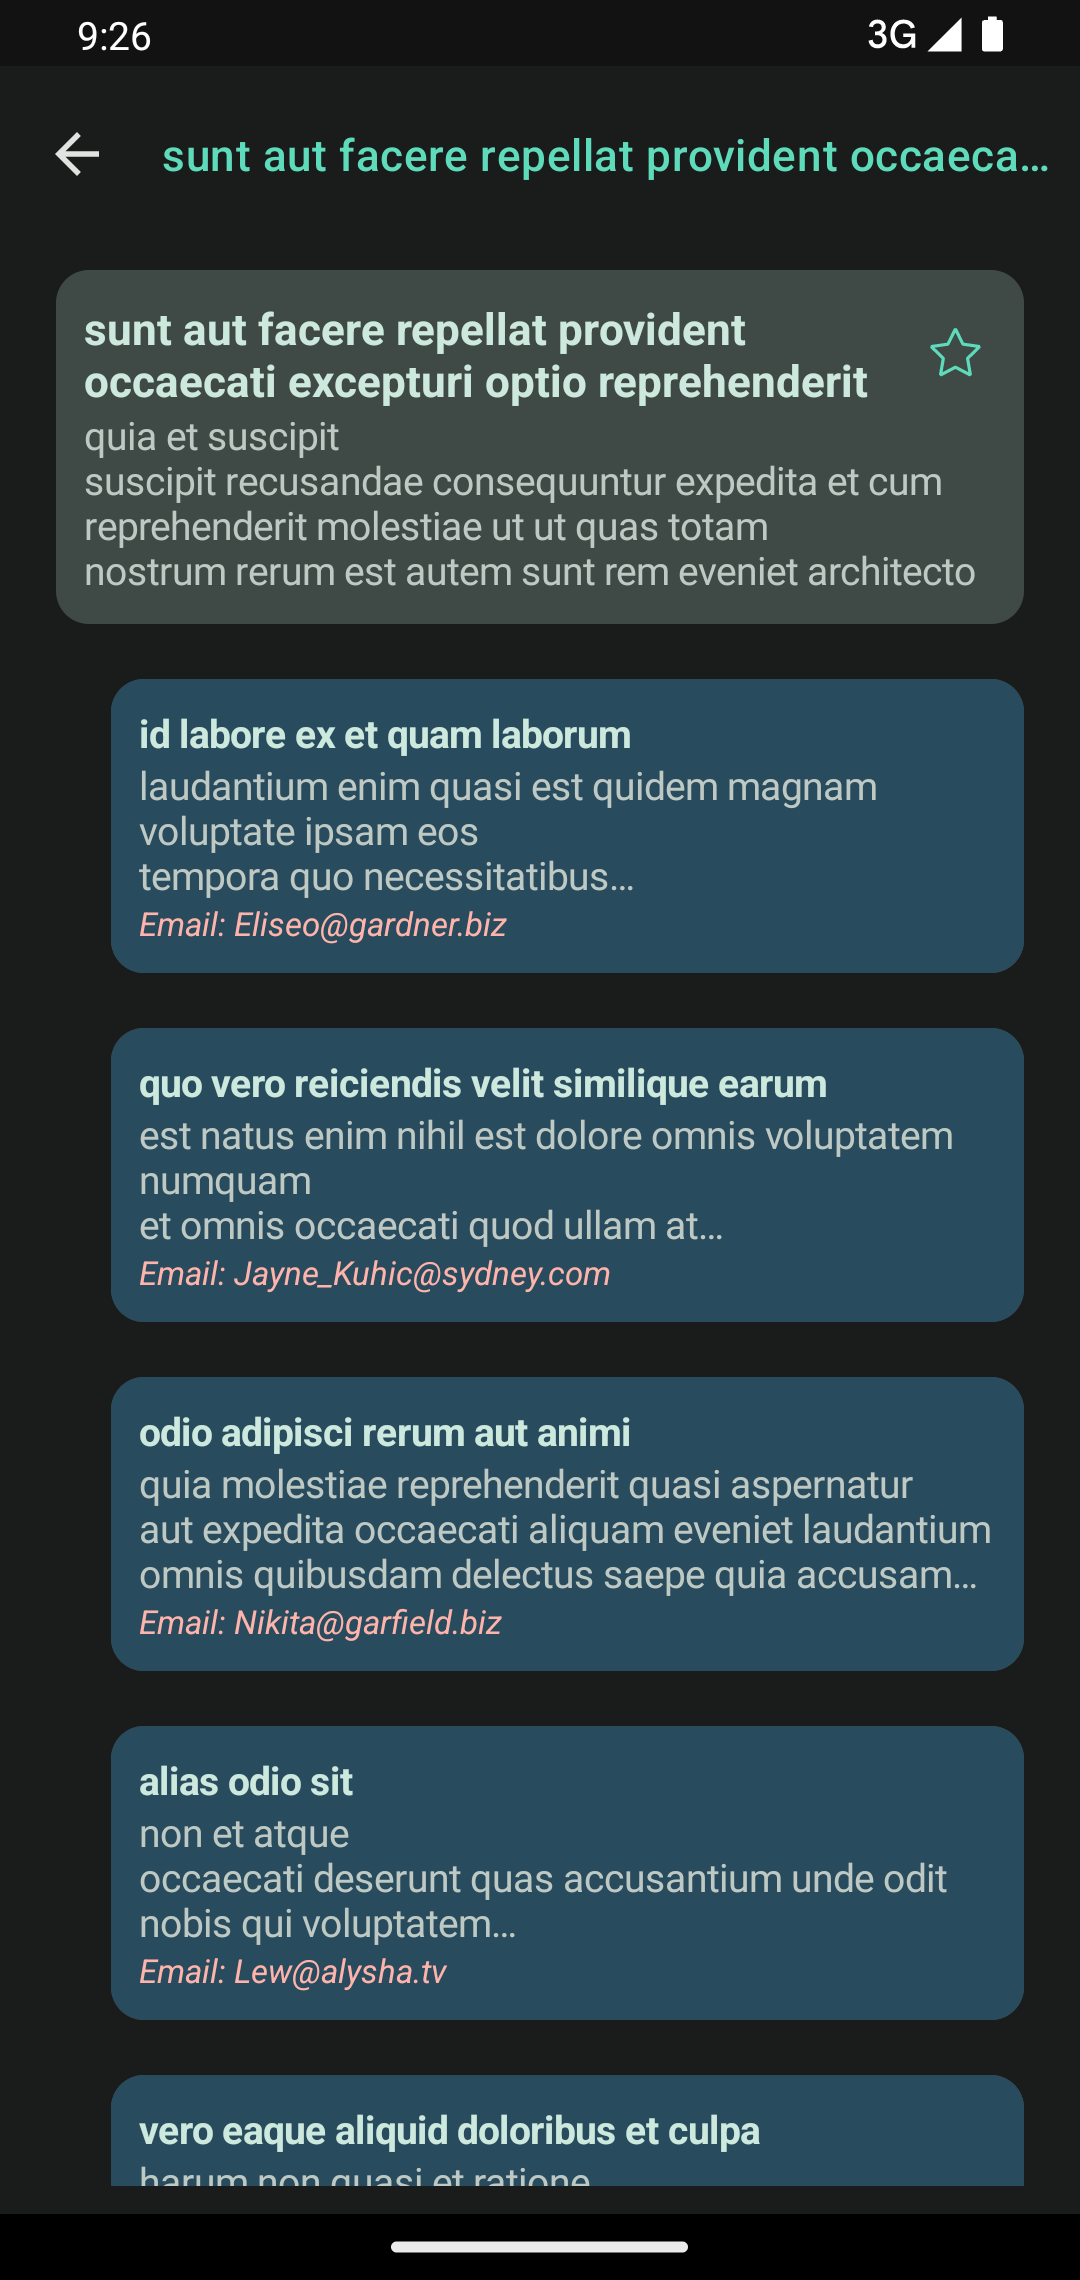 9:26
3G
sunt aut facere repellat provident occaeca...
sunt aut facere repellat provident
occaecati excepturi optio reprehenderit
quia et suscipit
suscipit recusandae consequuntur expedita et cum
reprehenderit molestiae ut ut quas totam
nostrum rerum est autem sunt rem eveniet architecto
id labore ex et quam laborum
laudantium enim quasi est quidem magnam
voluptate ipsam eos
tempora quo necessitatibus...
Email: Eliseo@gardner.biz
quo vero reiciendis velit similique earum
est natus enim nihil est dolore omnis voluptatem
numquam
et omnis occaecati quod ullam at...
Email: Jayne_Kuhic@sydney.com
odio adipisci rerum aut animi
quia molestiae reprehenderit quasi aspernatur
aut expedita occaecati aliquam eveniet laudantium
omnis quibusdam delectus saepe quia accusam...
Email: Nikita@garfield.biz
alias odio sit
non et atque
occaecati deserunt quas accusantium unde odit
nobis qui voluptatem...
Email: Lew@alysha.tv
vero eaque aliquid doloribus et culpa
harum non quasi et ratione